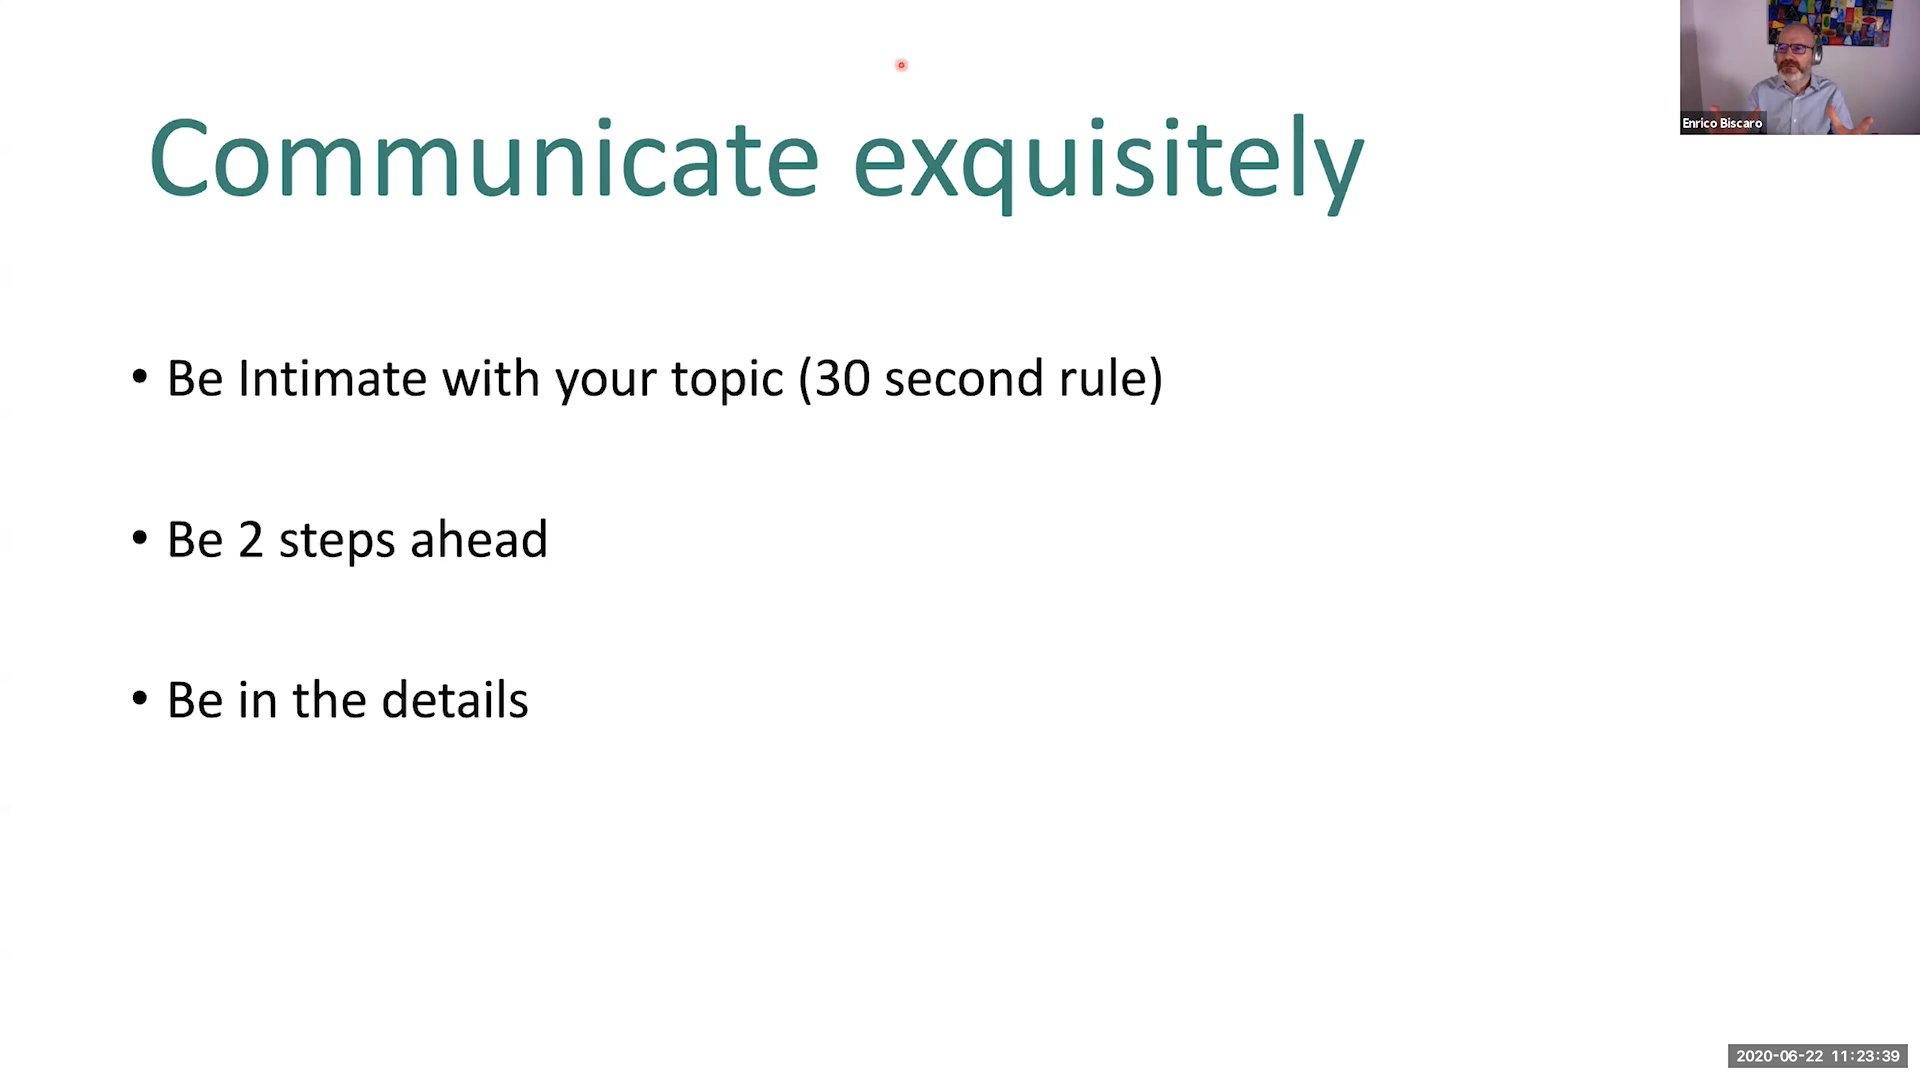 Communicate exquisitely
Enrico Biscaro
• Be Intimate with your topic (30 second rule)
• Be 2 steps ahead
• Be in the details
2020-06-22 11:23:39